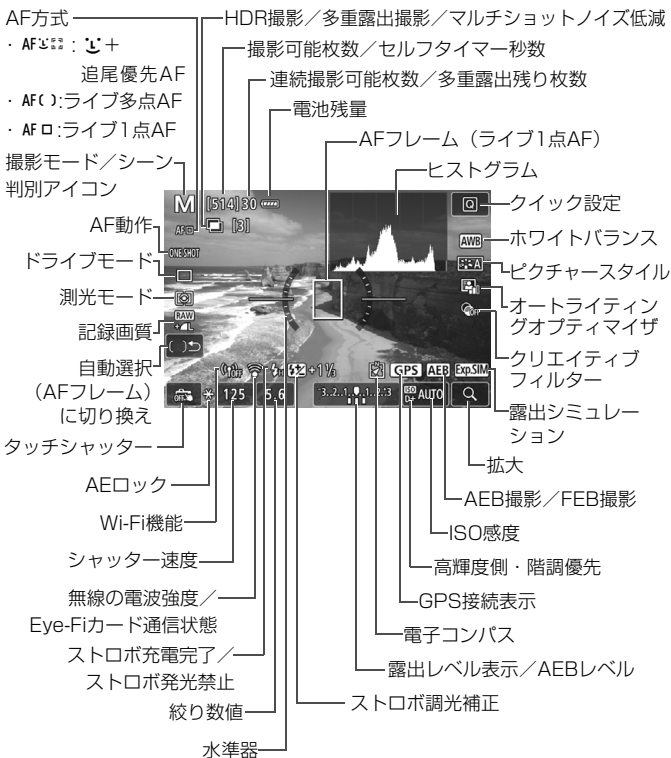 AF方式
HDR撮影／多重露出撮影／マルチショットノイズ低減
・AF : ＋
追尾優先AF
・AF( ):ライブ多点AF
・AF□:ライブ1点AF
撮影可能枚数／セルフタイマー秒数
連続撮影可能枚数／多重露出残り枚数
電池残量
AFフレーム（ライブ1点AF）
ヒストグラム
撮影モード／シーン
判別アイコン
AF動作
ドライブモード
測光モード
記録画質
自動選択
（AFフレーム）
に切り換え
タッチシャッター
AEロック
Wi-Fi機能
シャッター速度
無線の電波強度／
Eye-Fiカード通信状態
ストロボ充電完了／
ストロボ発光禁止
絞り数値
水準器
M [514] 30
AF□ [3]
ONE SHOT
RAW
L
OFF +1⅓
GPS AEB Exp.SIM
OFF ＊ 125 5.6 -3..2..1..0..1..2.:3 ISO D+ AUTO
Q
AWB
A
OFF
クイック設定
ホワイトバランス
ピクチャースタイル
オートライティン
グオプティマイザ
クリエイティブ
フィルター
露出シミュレー
ション
拡大
AEB撮影／FEB撮影
ISO感度
高輝度側・階調優先
GPS接続表示
電子コンパス
露出レベル表示／AEBレベル
ストロボ調光補正